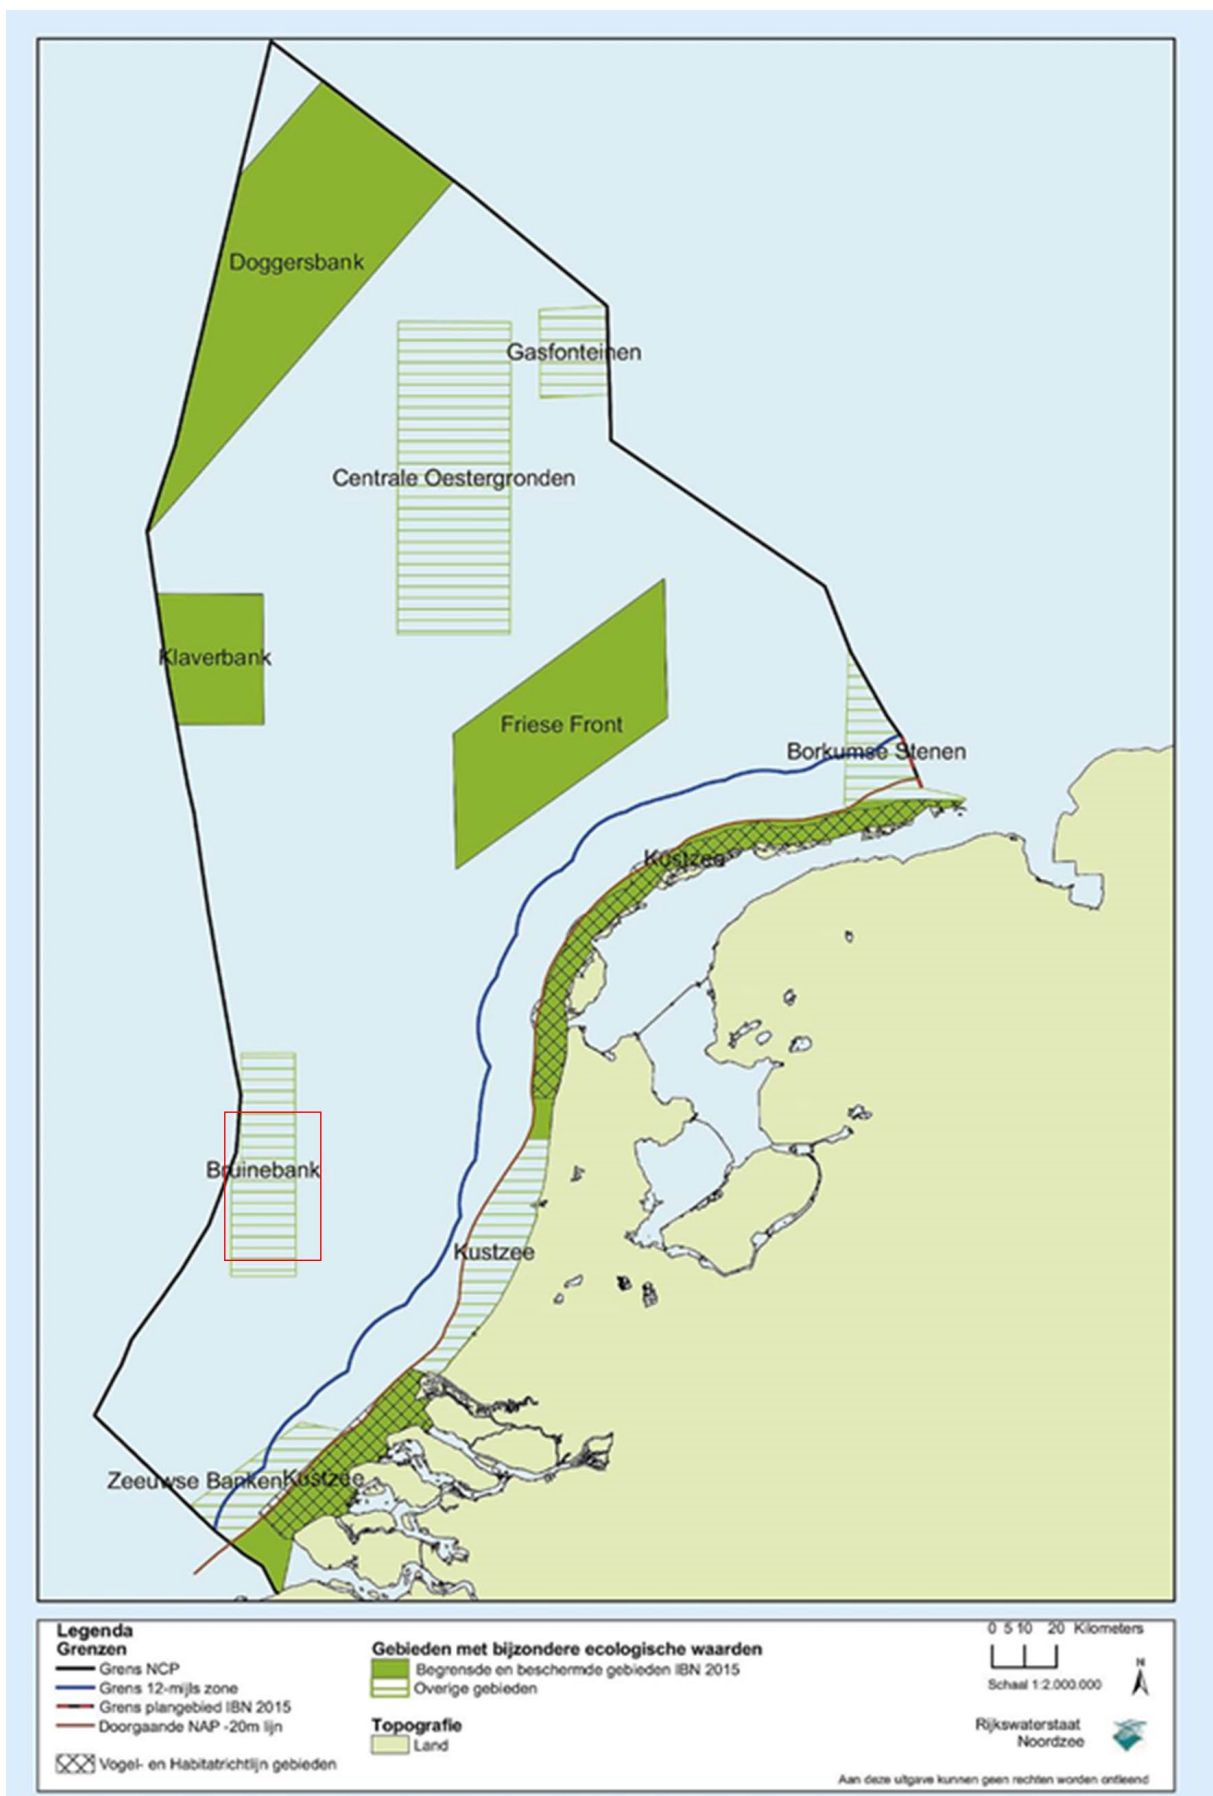 Doggersbank
Gasfonteinen
Centrale Oestergronden
Klaverbank
Friese Front
Borkumse Stenen
Kustzee
Bruinebank
Kustzee
Zeeuwse Banken
Kustzee
Legenda
Grenzen
Grens NCP
Grens 12-mijls zone
Grens plangebied IBN 2015
Doorgaande NAP -20m lijn
Vogel- en Habitatrichtlijn gebieden
Gebieden met bijzondere ecologische waarden
Begrensde en beschermde gebieden IBN 2015
Overige gebieden
Topografie
Land
0 5 10 20 Kilometers
Schaal 1:2.000.000
N
Rijkswaterstaat
Noordzee
Aan deze uitgave kunnen geen rechten worden ontleend